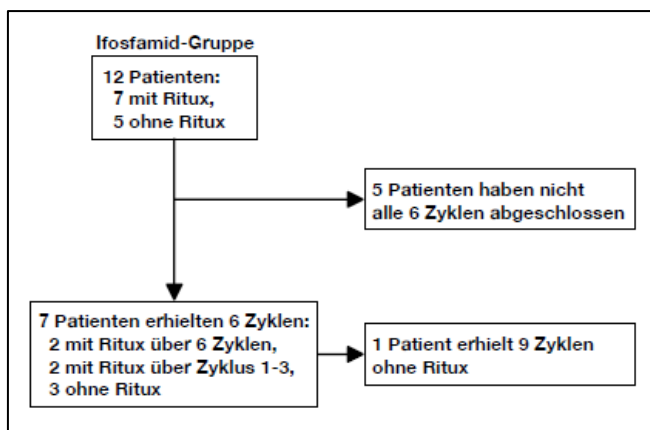 Ifosfamid-Gruppe
12 Patienten:
7 mit Ritux,
5 ohne Ritux
5 Patienten haben nicht
alle 6 Zyklen abgeschlossen
7 Patienten erhielten 6 Zyklen:
2 mit Ritux über 6 Zyklen,
2 mit Ritux über Zyklus 1-3,
3 ohne Ritux
1 Patient erhielt 9 Zyklen
ohne Ritux